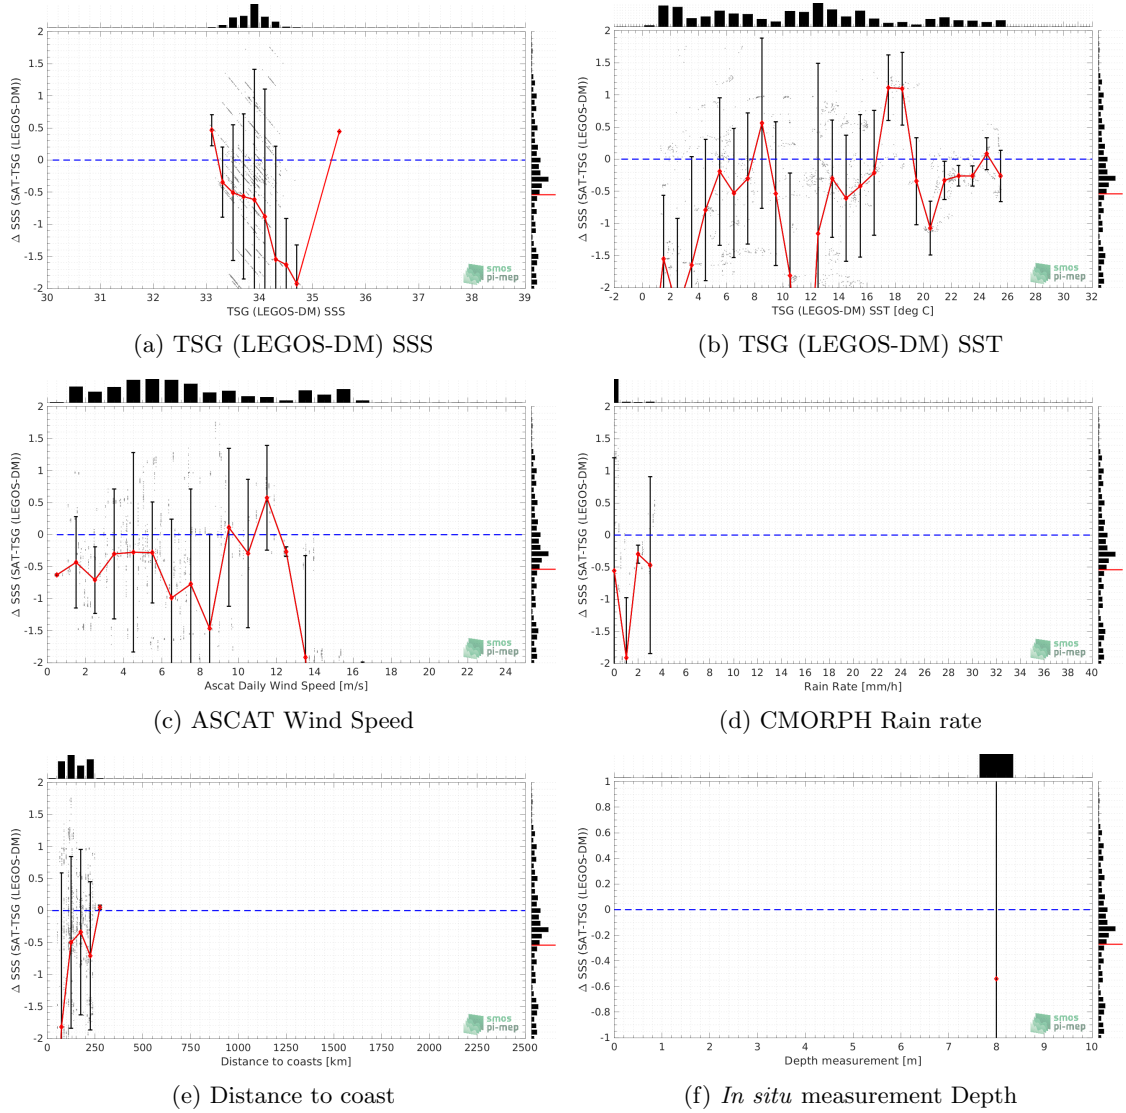 2
1.5
1
0.5
0
-0.5
-1
-1.5
-2
Δ SSS (SAT-TSG (LEGOS-DM))
30 31 32 33 34 35 36 37 38 39
TSG (LEGOS-DM) SSS
smos
pi-mep
(a) TSG (LEGOS-DM) SSS
2
1.5
1
0.5
0
-0.5
-1
-1.5
-2
Δ SSS (SAT-TSG (LEGOS-DM))
-2 0 2 4 6 8 10 12 14 16 18 20 22 24 26 28 30 32
TSG (LEGOS-DM) SST [deg C]
smos
pi-mep
(b) TSG (LEGOS-DM) SST
2
1.5
1
0.5
0
-0.5
-1
-1.5
-2
Δ SSS (SAT-TSG (LEGOS-DM))
0 2 4 6 8 10 12 14 16 18 20 22 24
Ascat Daily Wind Speed [m/s]
smos
pi-mep
(c) ASCAT Wind Speed
2
1.5
1
0.5
0
-0.5
-1
-1.5
-2
Δ SSS (SAT-TSG (LEGOS-DM))
0 2 4 6 8 10 12 14 16 18 20 22 24 26 28 30 32 34 36 38 40
Rain Rate [mm/h]
smos
pi-mep
(d) CMORPH Rain rate
2
1.5
1
0.5
0
-0.5
-1
-1.5
-2
Δ SSS (SAT-TSG (LEGOS-DM))
0 250 500 750 1000 1250 1500 1750 2000 2250 2500
Distance to coasts [km]
smos
pi-mep
(e) Distance to coast
1
0.8
0.6
0.4
0.2
0
-0.2
-0.4
-0.6
-0.8
-1
Δ SSS (SAT-TSG (LEGOS-DM))
0 1 2 3 4 5 6 7 8 9 10
Depth measurement [m]
smos
pi-mep
(f) In situ measurement Depth